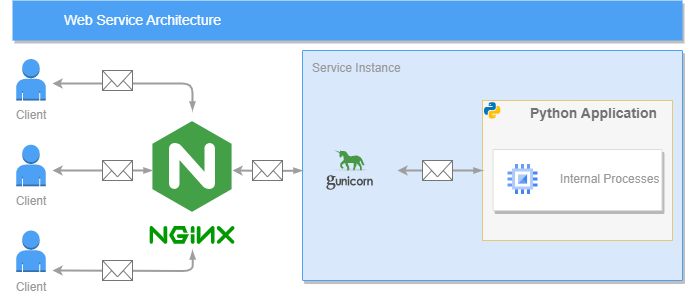 Web Service Architecture
Client
Client
Client
NGiNX
Service Instance
gunicorn
Python Application
Internal Processes